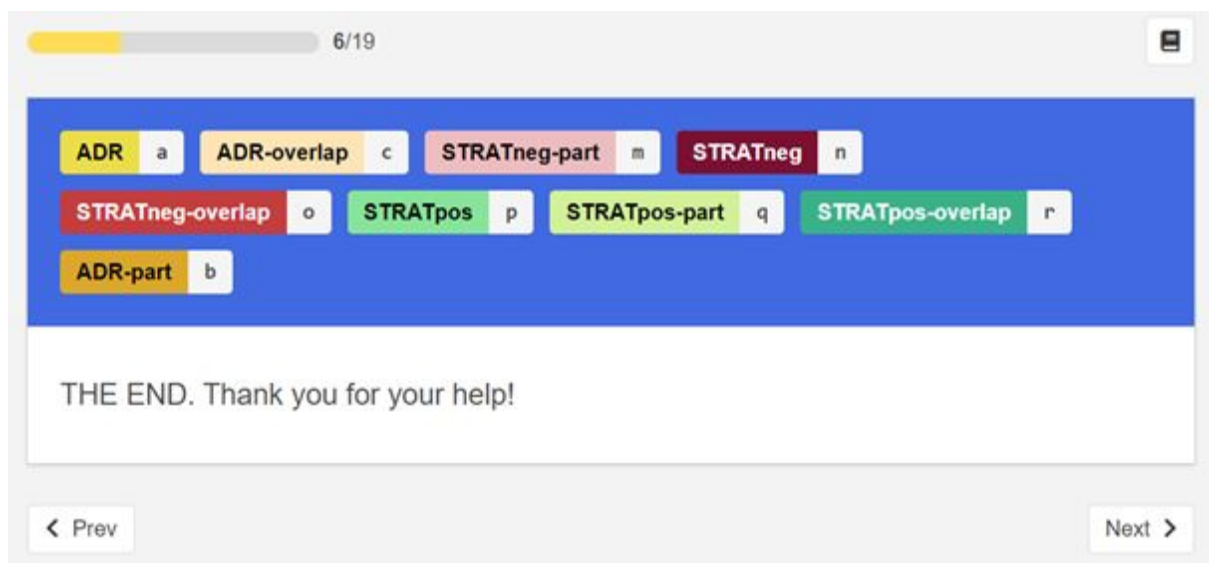 6/19
ADR a ADR-overlap c STRATneg-part m STRATneg n
STRATneg-overlap o STRATpos p STRATpos-part q STRATpos-overlap r
ADR-part b
THE END. Thank you for your help!
Prev Next